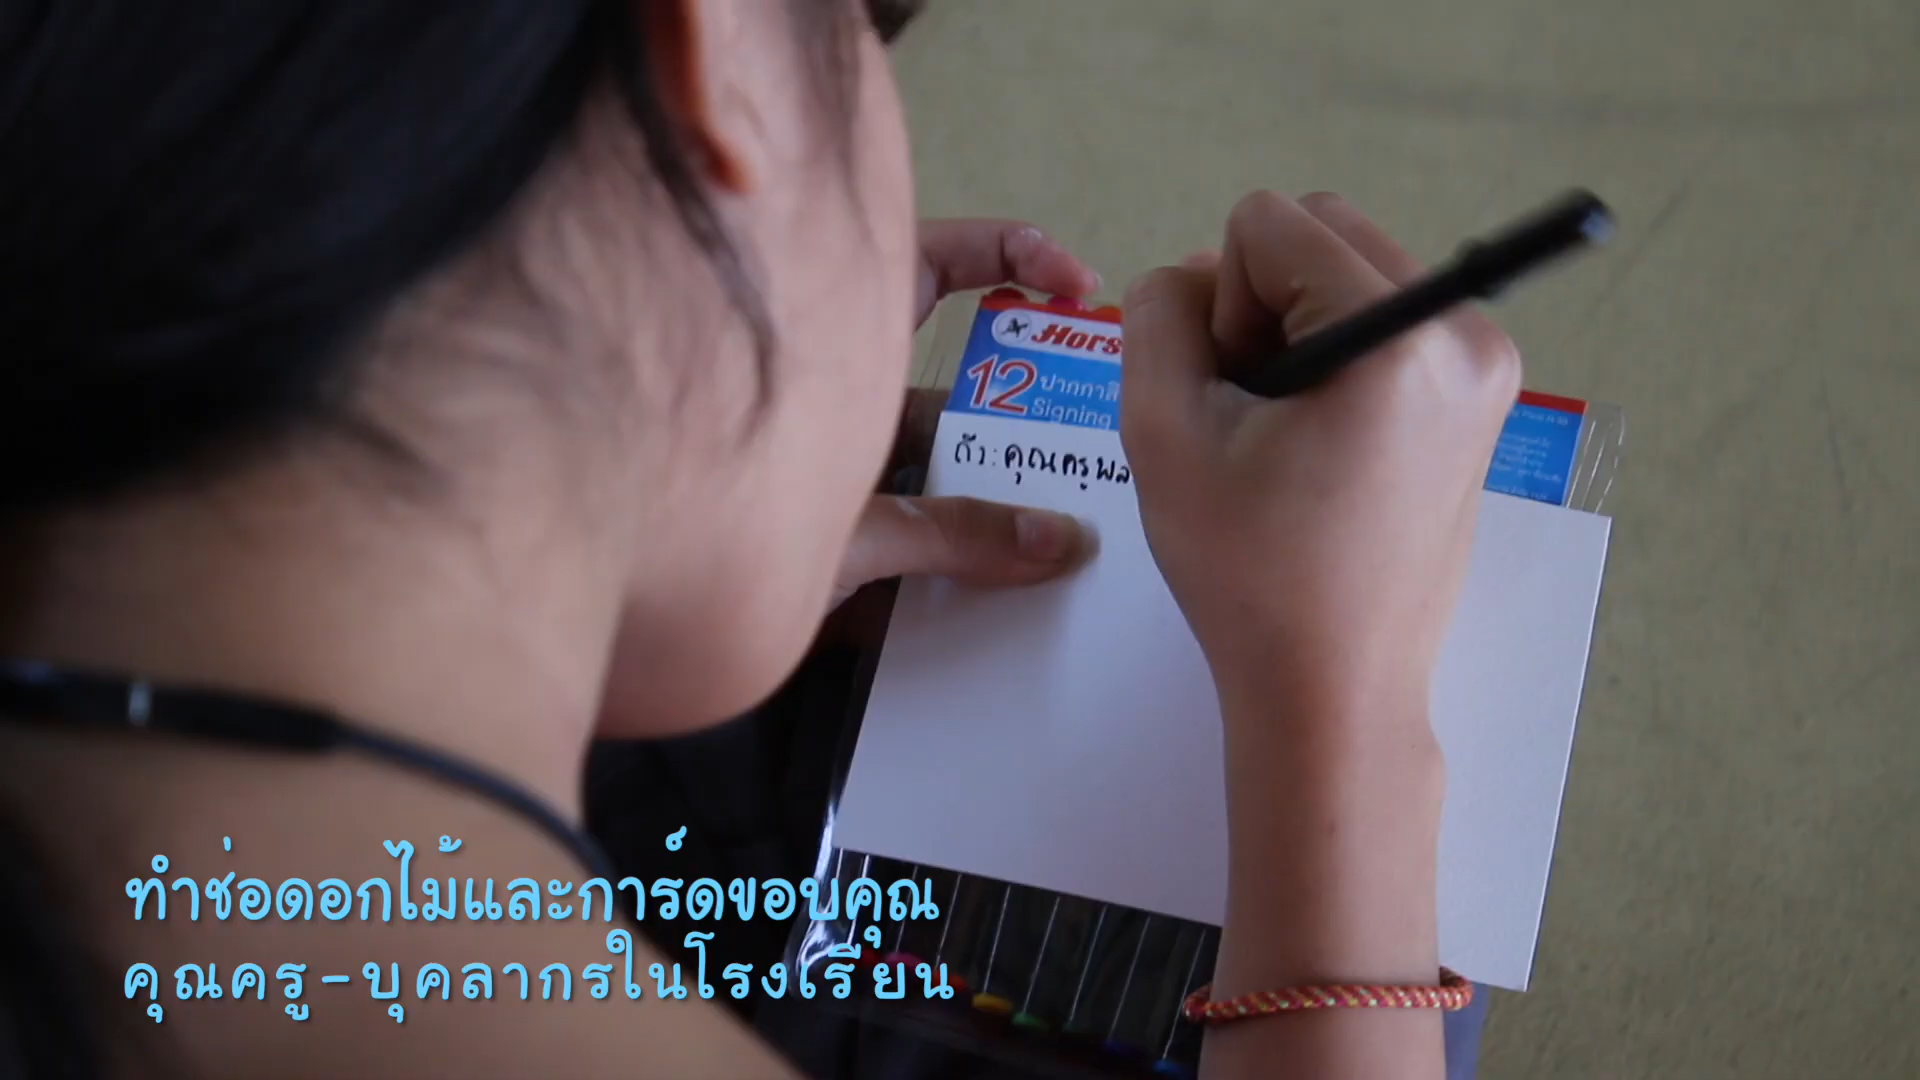 Hors
12 ปากกาสี
Signing
ถึง: คุณครูพล
ทำช่อดอกไม้และการ์ดขอบคุณ
คุณครู-บุคลากรในโรงเรียน